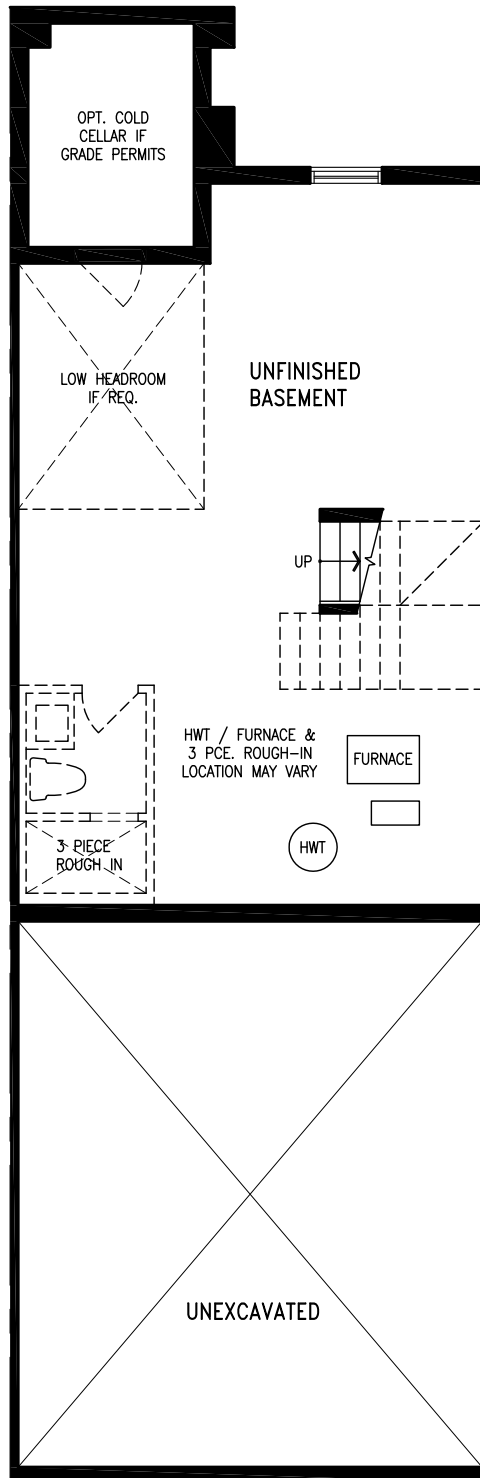 OPT. COLD
CELLAR IF
GRADE PERMITS
LOW HEADROOM
IF REQ.
UNFINISHED
BASEMENT
UP
HWT / FURNACE &
3 PCE. ROUGH-IN
LOCATION MAY VARY
FURNACE
HWT
3 PIECE
ROUGH IN
UNEXCAVATED